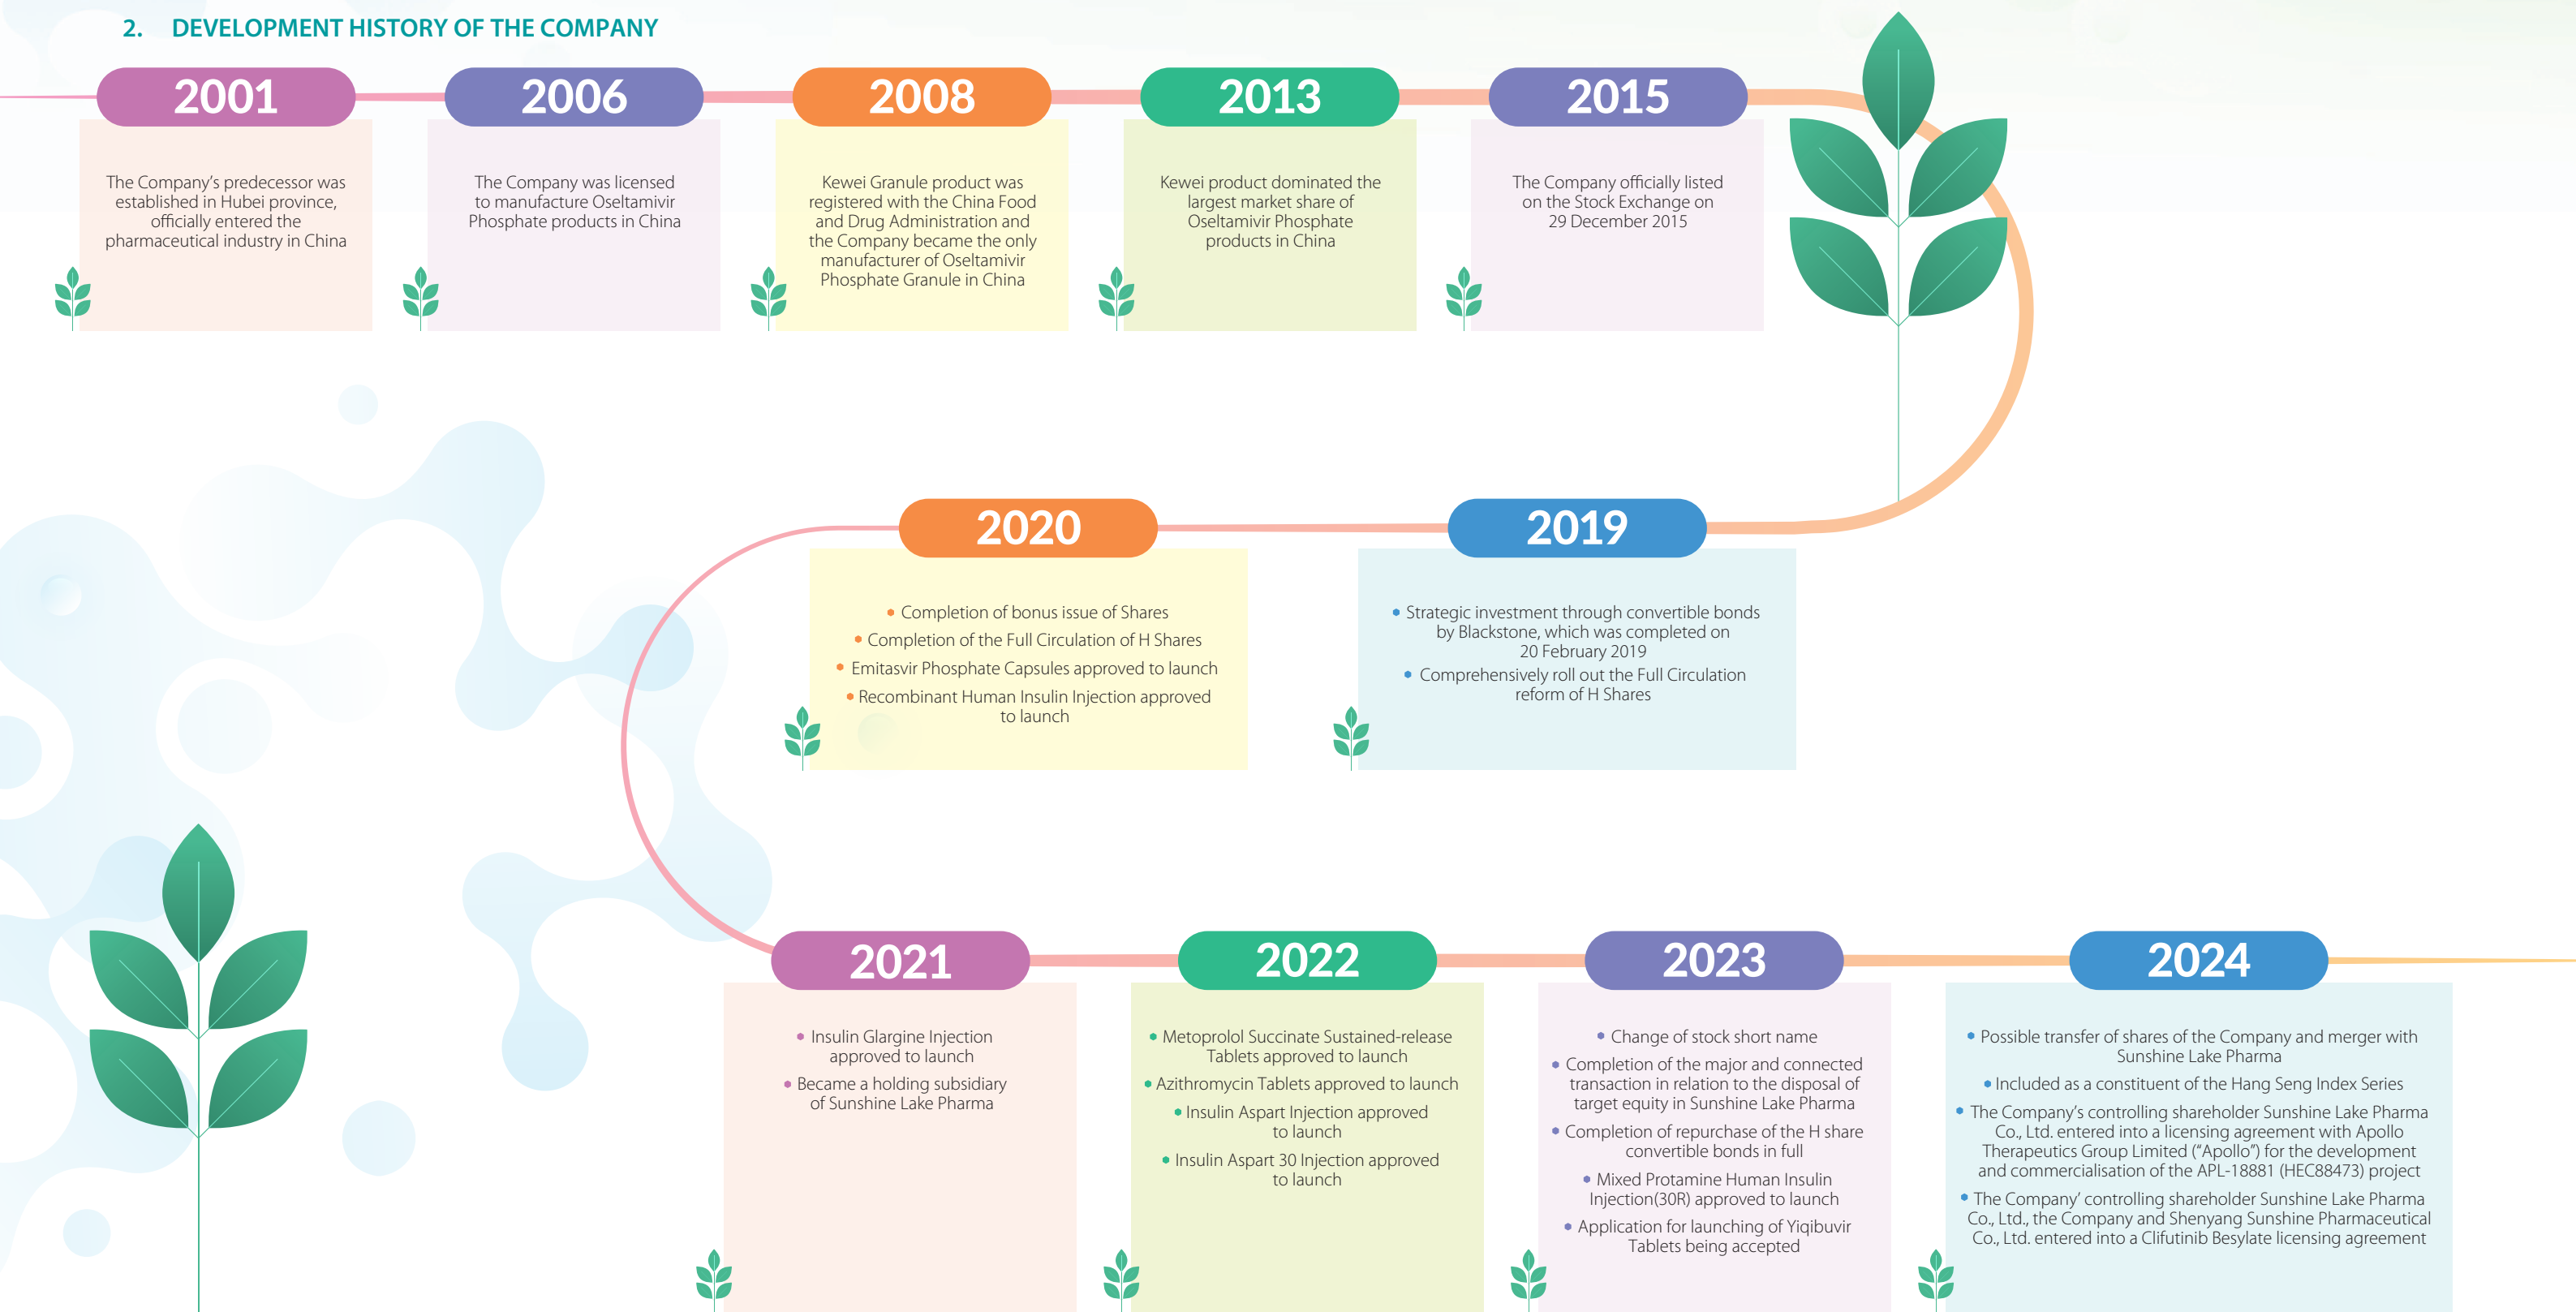 2. DEVELOPMENT HISTORY OF THE COMPANY
2001
The Company's predecessor was
established in Hubei province,
officially entered the
pharmaceutical industry in China
2006
The Company was licensed
to manufacture Oseltamivir
Phosphate products in China
2008
Kewei Granule product was
registered with the China Food
and Drug Administration and
the Company became the only
manufacturer of Oseltamivir
Phosphate Granule in China
2013
Kewei product dominated the
largest market share of
Oseltamivir Phosphate
products in China
2015
The Company officially listed
on the Stock Exchange on
29 December 2015
2019
• Strategic investment through convertible bonds
by Blackstone, which was completed on
20 February 2019
• Comprehensively roll out the Full Circulation
reform of H Shares
2020
• Completion of bonus issue of Shares
• Completion of the Full Circulation of H Shares
• Emitasvir Phosphate Capsules approved to launch
• Recombinant Human Insulin Injection approved
to launch
2021
• Insulin Glargine Injection
approved to launch
• Became a holding subsidiary
of Sunshine Lake Pharma
2022
• Metoprolol Succinate Sustained-release
Tablets approved to launch
• Azithromycin Tablets approved to launch
• Insulin Aspart Injection approved
to launch
• Insulin Aspart 30 Injection approved
to launch
2023
• Change of stock short name
• Completion of the major and connected
transaction in relation to the disposal of
target equity in Sunshine Lake Pharma
• Completion of repurchase of the H share
convertible bonds in full
• Mixed Protamine Human Insulin
Injection(30R) approved to launch
• Application for launching of Yiqibuvir
Tablets being accepted
2024
• Possible transfer of shares of the Company and merger with
Sunshine Lake Pharma
• Included as a constituent of the Hang Seng Index Series
• The Company's controlling shareholder Sunshine Lake Pharma
Co., Ltd. entered into a licensing agreement with Apollo
Therapeutics Group Limited ("Apollo") for the development
and commercialisation of the APL-18881 (HEC88473) project
• The Company' controlling shareholder Sunshine Lake Pharma
Co., Ltd., the Company and Shenyang Sunshine Pharmaceutical
Co., Ltd. entered into a Clifutinib Besylate licensing agreement